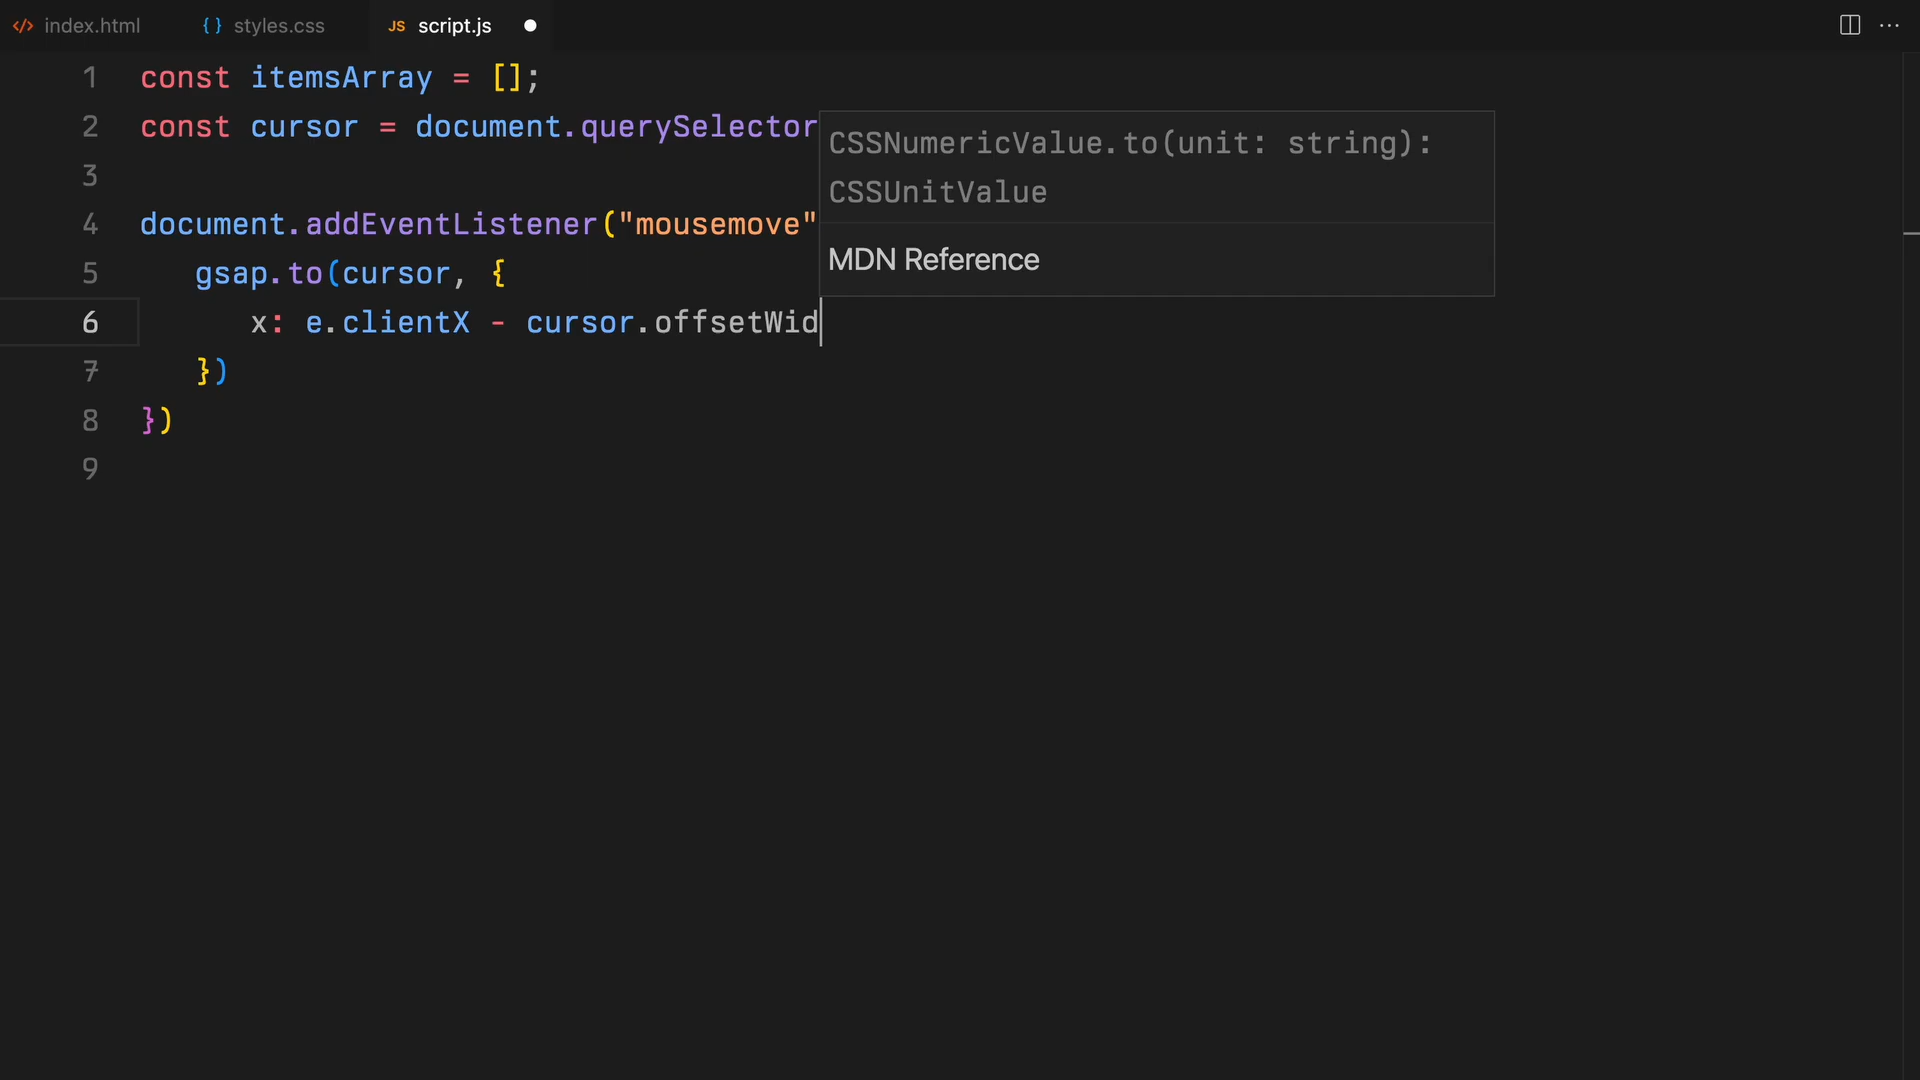 </> index.html { } styles.css JS script.js
1 const itemsArray = [];
2 const cursor = document.querySelector
CSSNumericValue.to(unit: string):
3
CSSUnitValue
4 document.addEventListener("mousemove"
MDN Reference
5 gsap.to(cursor, {
6 x: e.clientX - cursor.offsetWid
7 })
8 })
9